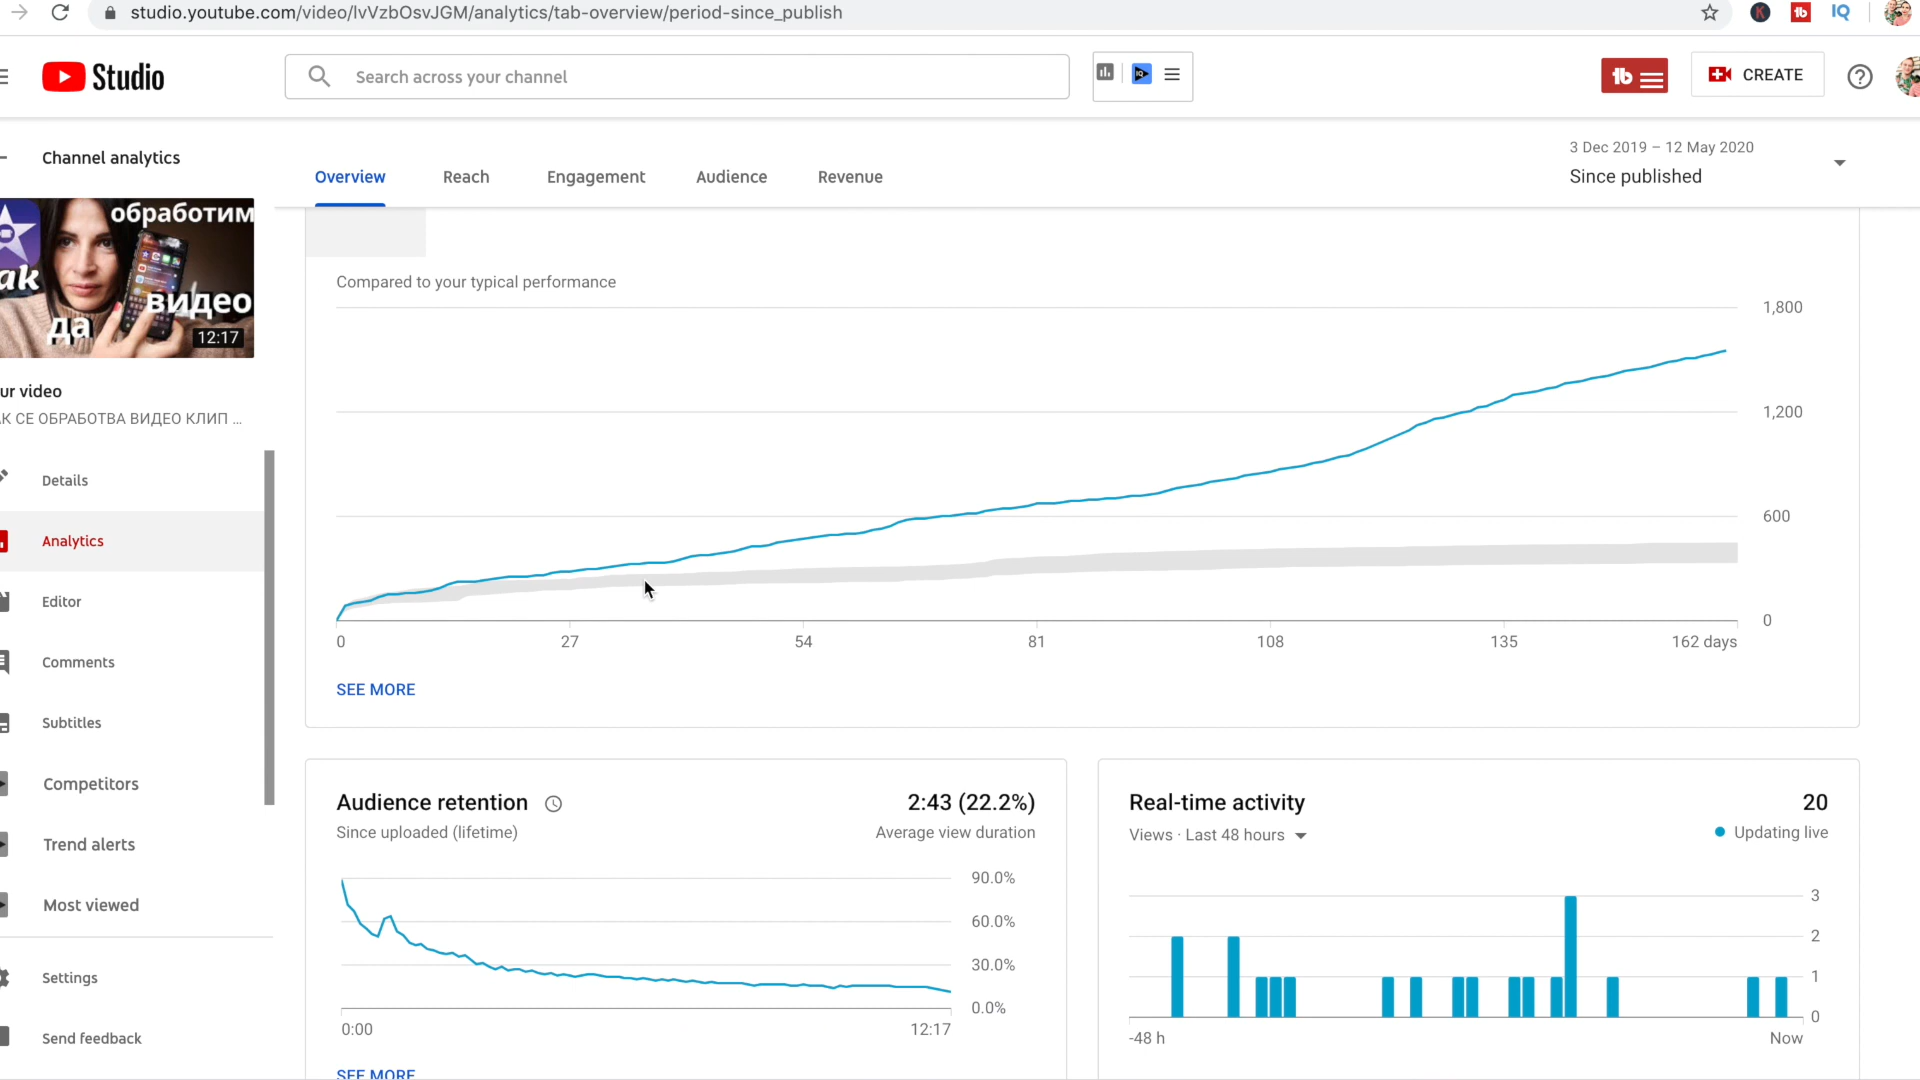 studio.youtube.com/video/lvVzbOsvJGM/analytics/tab-overview/period-since_publish
Studio
Search across your channel
CREATE
Channel analytics
Overview
Reach
Engagement
Audience
Revenue
3 Dec 2019 – 12 May 2020
Since published
обработим
ak
видео
да
12:17
ur video
АК СЕ ОБРАБОТВА ВИДЕО КЛИП ...
Details
Analytics
Editor
Comments
Subtitles
Competitors
Trend alerts
Most viewed
Settings
Send feedback
Compared to your typical performance
1,800
1,200
600
0
0
27
54
81
108
135
162 days
SEE MORE
Audience retention
2:43 (22.2%)
Since uploaded (lifetime)
Average view duration
90.0%
60.0%
30.0%
0.0%
0:00
12:17
SEE MORE
Real-time activity
20
Views · Last 48 hours
Updating live
3
2
1
0
-48 h
Now